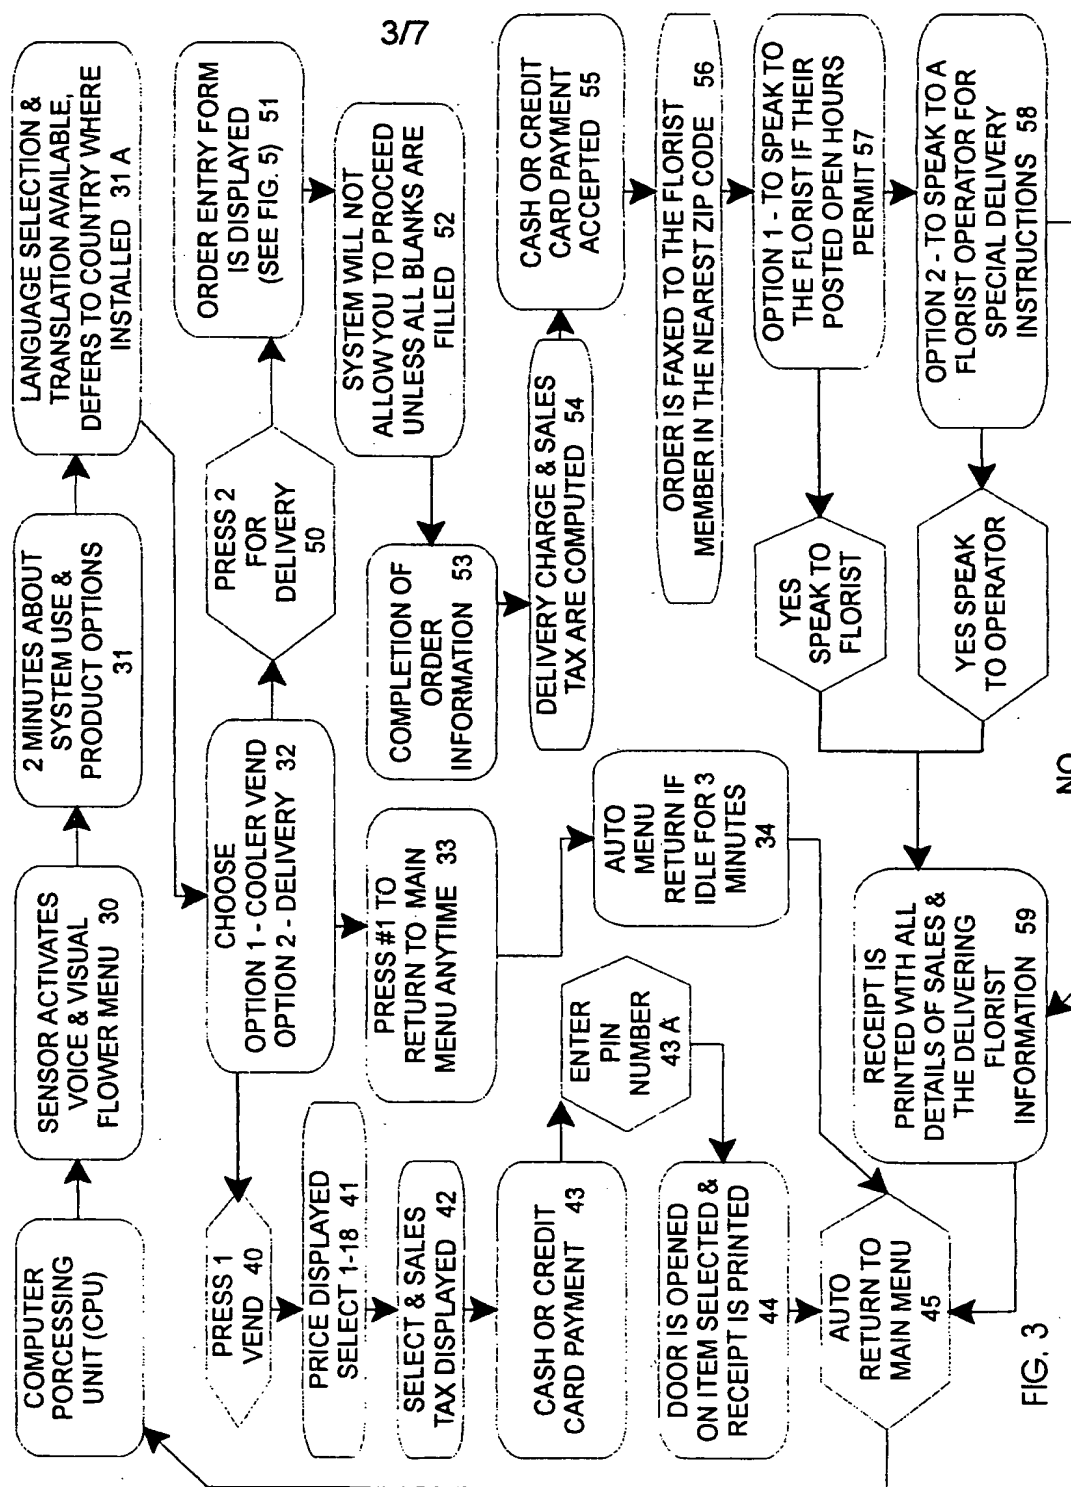 3/7
COMPUTER
PORCESSING
UNIT (CPU)
SENSOR ACTIVATES
VOICE & VISUAL
FLOWER MENU 30
2 MINUTES ABOUT
SYSTEM USE &
PRODUCT OPTIONS
31
LANGUAGE SELECTION &
TRANSLATION AVAILABLE,
DEFERS TO COUNTRY WHERE
INSTALLED 31 A
PRESS 1
VEND 40
CHOOSE
OPTION 1 - COOLER VEND
OPTION 2 - DELIVERY 32
PRESS 2
FOR
DELIVERY
50
ORDER ENTRY FORM
IS DISPLAYED
(SEE FIG. 5) 51
PRICE DISPLAYED
SELECT 1-18 41
PRESS #1 TO
RETURN TO MAIN
MENU ANYTIME 33
COMPLETION OF
ORDER
INFORMATION 53
SYSTEM WILL NOT
ALLOW YOU TO PROCEED
UNLESS ALL BLANKS ARE
FILLED 52
SELECT & SALES
TAX DISPLAYED 42
CASH OR CREDIT
CARD PAYMENT 43
ENTER
PIN
NUMBER
43 A
AUTO
MENU
RETURN IF
IDLE FOR 3
MINUTES
34
DELIVERY CHARGE & SALES
TAX ARE COMPUTED 54
CASH OR CREDIT
CARD PAYMENT
ACCEPTED 55
DOOR IS OPENED
ON ITEM SELECTED &
RECEIPT IS PRINTED
44
ORDER IS FAXED TO THE FLORIST
MEMBER IN THE NEAREST ZIP CODE 56
AUTO
RETURN TO
MAIN MENU
45
RECEIPT IS
PRINTED WITH ALL
DETAILS OF SALES &
THE DELIVERING
FLORIST
INFORMATION 59
YES
SPEAK TO
FLORIST
OPTION 1 - TO SPEAK TO
THE FLORIST IF THEIR
POSTED OPEN HOURS
PERMIT 57
YES SPEAK
TO OPERATOR
OPTION 2 - TO SPEAK TO A
FLORIST OPERATOR FOR
SPECIAL DELIVERY
INSTRUCTIONS 58
NO
FIG. 3